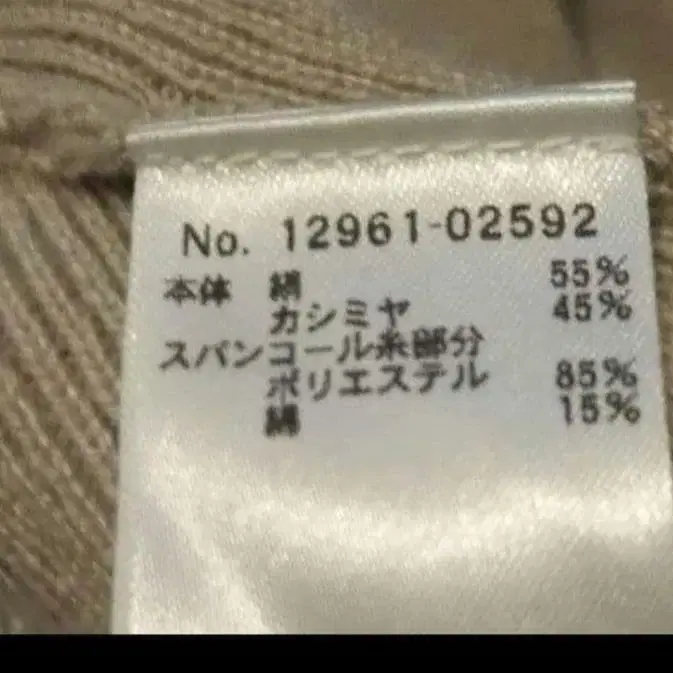 No. 12961-02592
本体 絹 55%
カシミヤ 45%
スパンコール糸部分
ポリエステル 85%
綿 15%